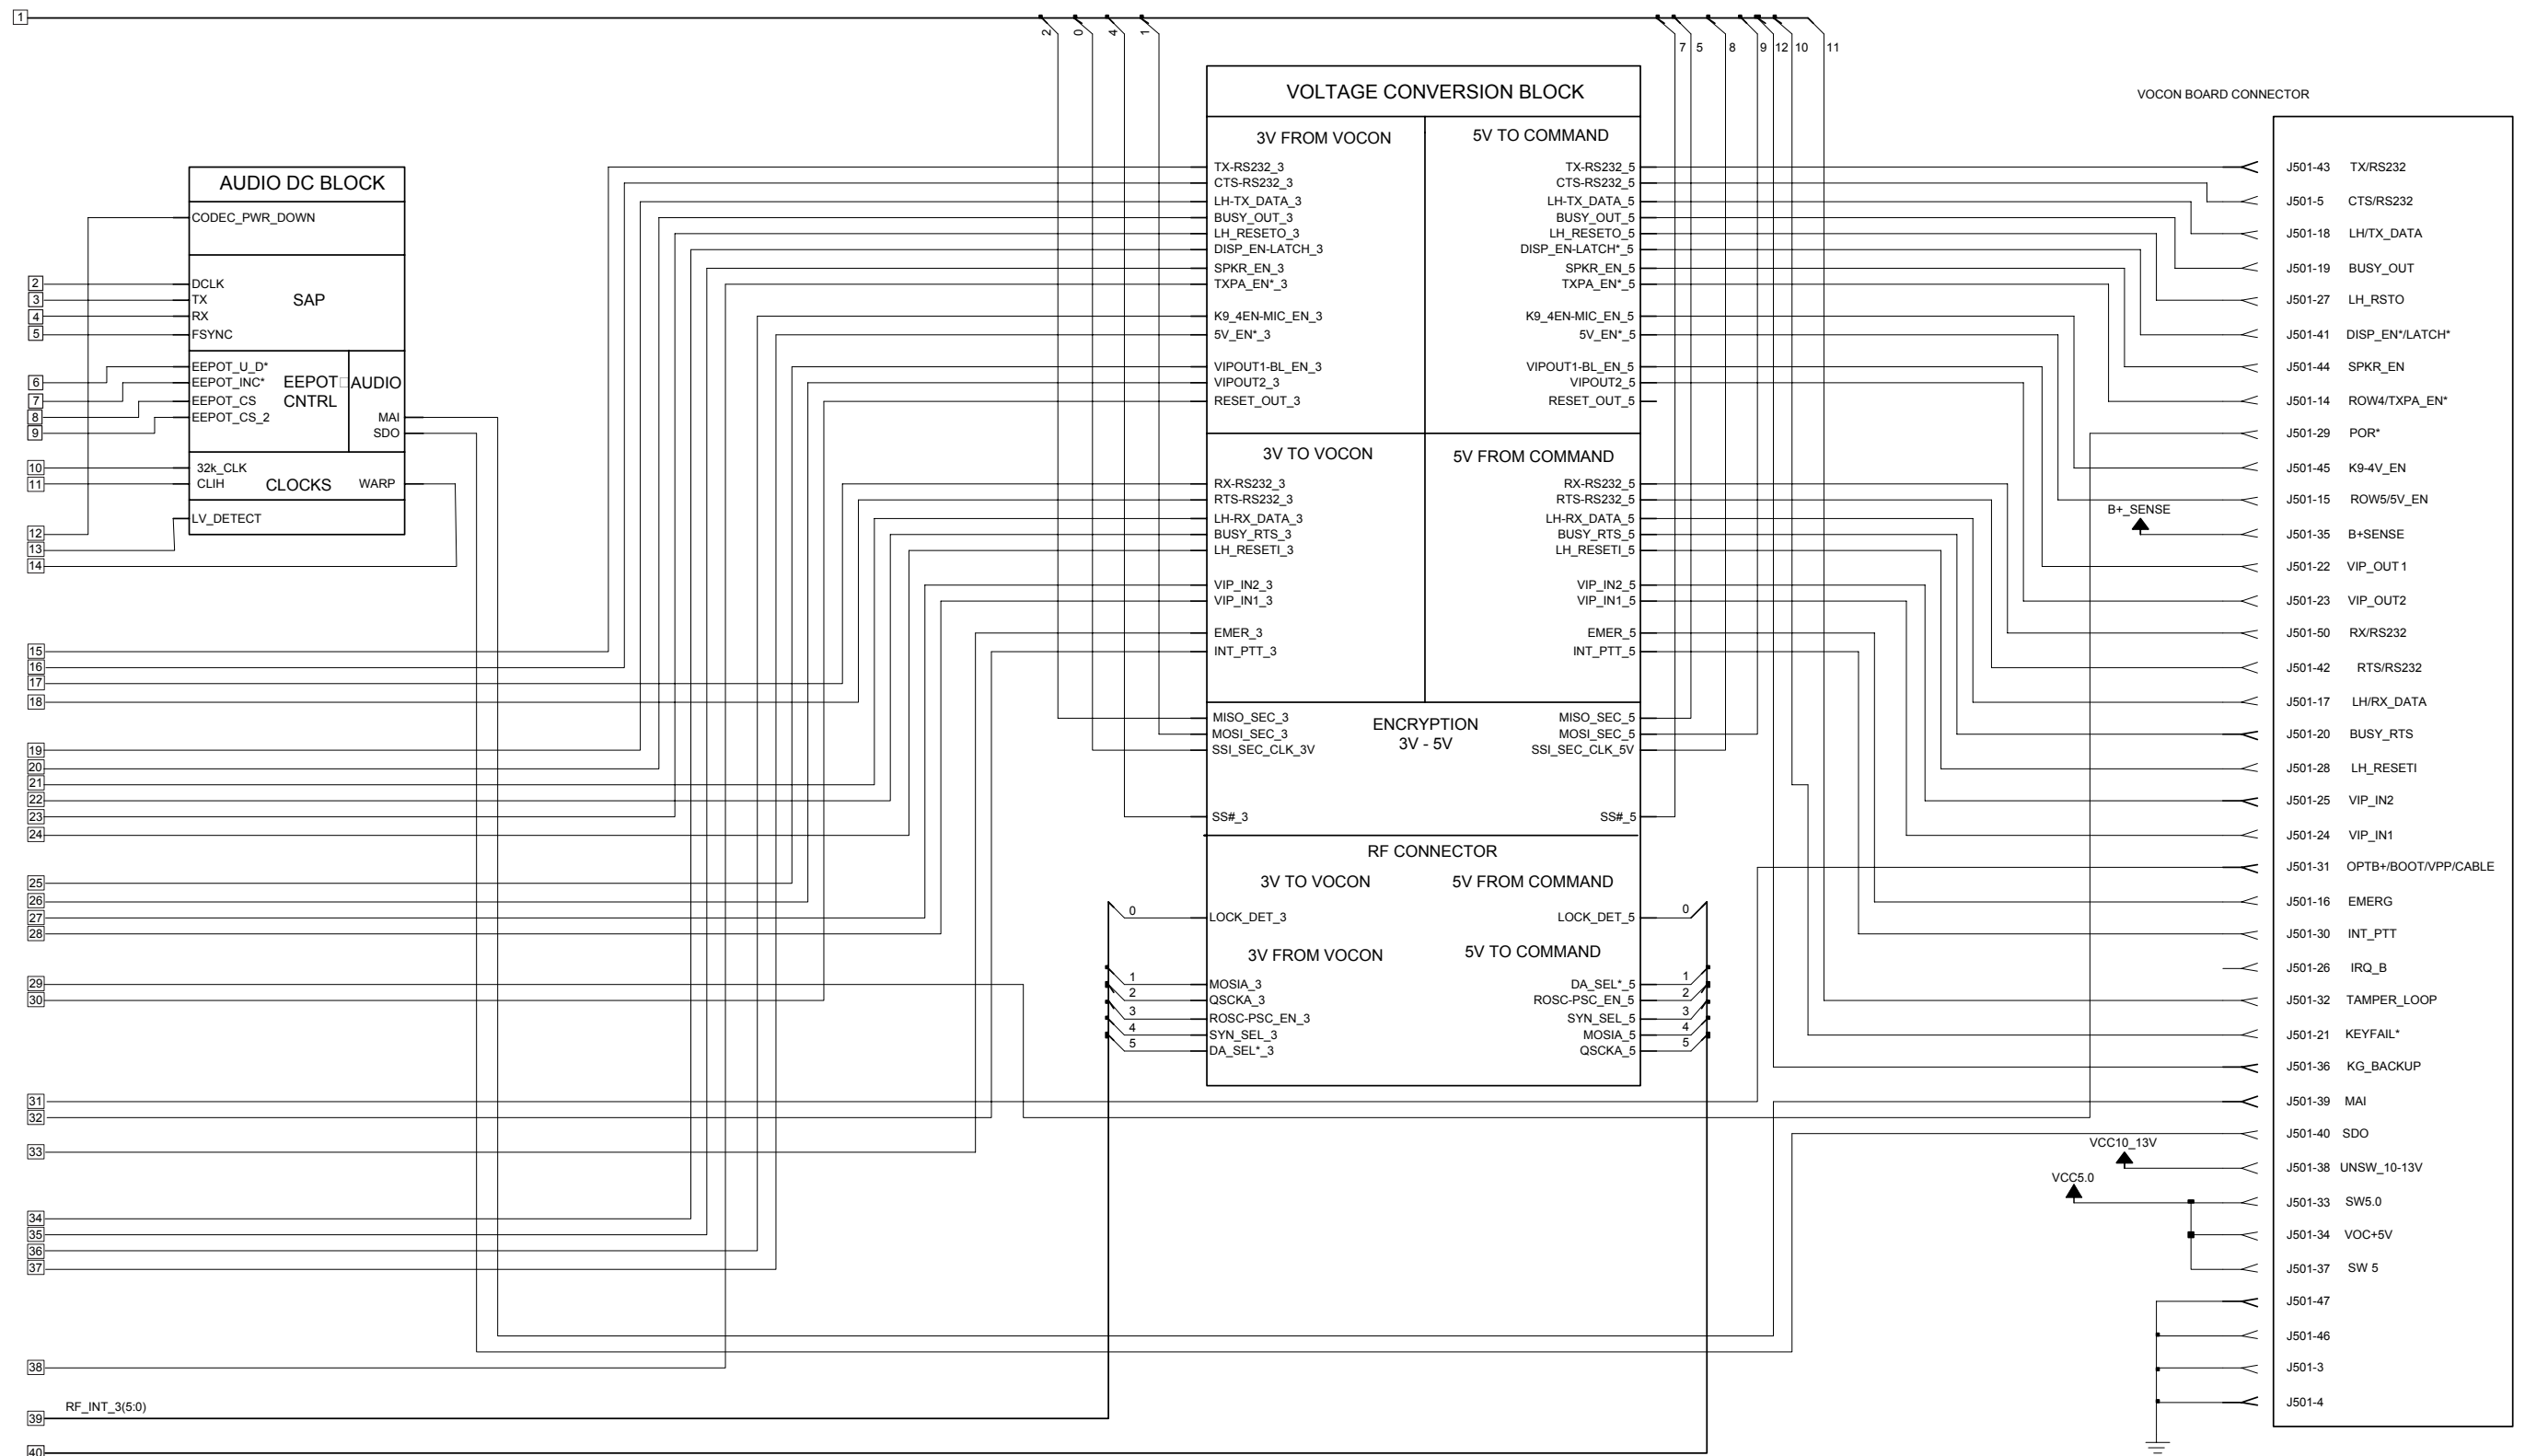 1
2
0
4
1
7
5
8
9
12
10
11
VOCON BOARD CONNECTOR
AUDIO DC BLOCK
CODEC_PWR_DOWN
DCLK
TX
RX
FSYNC
SAP
EEPOT_U_D*
EEPOT_INC*
EEPOT_CS
EEPOT_CS_2
EEPOT
CNTRL
AUDIO
MAI
SDO
32k_CLK
CLIH
CLOCKS
WARP
LV_DETECT
2
3
4
5
6
7
8
9
10
11
12
13
14
15
16
17
18
19
20
21
22
23
24
25
26
27
28
29
30
31
32
33
34
35
36
37
38
39
RF_INT_3(5:0)
40
VOLTAGE CONVERSION BLOCK
3V FROM VOCON
5V TO COMMAND
TX-RS232_3 TX-RS232_5
CTS-RS232_3 CTS-RS232_5
LH-TX_DATA_3 LH-TX_DATA_5
BUSY_OUT_3 BUSY_OUT_5
LH_RESETO_3 LH_RESETO_5
DISP_EN-LATCH_3 DISP_EN-LATCH*_5
SPKR_EN_3 SPKR_EN_5
TXPA_EN*_3 TXPA_EN*_5
K9_4EN-MIC_EN_3 K9_4EN-MIC_EN_5
5V_EN*_3 5V_EN*_5
VIPOUT1-BL_EN_3 VIPOUT1-BL_EN_5
VIPOUT2_3 VIPOUT2_5
RESET_OUT_3 RESET_OUT_5
3V TO VOCON
5V FROM COMMAND
RX-RS232_3 RX-RS232_5
RTS-RS232_3 RTS-RS232_5
LH-RX_DATA_3 LH-RX_DATA_5
BUSY_RTS_3 BUSY_RTS_5
LH_RESETI_3 LH_RESETI_5
VIP_IN2_3 VIP_IN2_5
VIP_IN1_3 VIP_IN1_5
EMER_3 EMER_5
INT_PTT_3 INT_PTT_5
MISO_SEC_3 MISO_SEC_5
MOSI_SEC_3 MOSI_SEC_5
SSI_SEC_CLK_3V SSI_SEC_CLK_5V
ENCRYPTION
3V - 5V
SS#_3 SS#_5
RF CONNECTOR
3V TO VOCON 5V FROM COMMAND
0 LOCK_DET_3 LOCK_DET_5 0
3V FROM VOCON 5V TO COMMAND
1 MOSIA_3 DA_SEL*_5 1
2 QSCKA_3 ROSC-PSC_EN_5 2
3 ROSC-PSC_EN_3 SYN_SEL_5 3
4 SYN_SEL_3 MOSIA_5 4
5 DA_SEL*_3 QSCKA_5 5
J501-43 TX/RS232
J501-5 CTS/RS232
J501-18 LH/TX_DATA
J501-19 BUSY_OUT
J501-27 LH_RSTO
J501-41 DISP_EN*/LATCH*
J501-44 SPKR_EN
J501-14 ROW4/TXPA_EN*
J501-29 POR*
J501-45 K9-4V_EN
J501-15 ROW5/5V_EN
B+_SENSE
J501-35 B+SENSE
J501-22 VIP_OUT1
J501-23 VIP_OUT2
J501-50 RX/RS232
J501-42 RTS/RS232
J501-17 LH/RX_DATA
J501-20 BUSY_RTS
J501-28 LH_RESETI
J501-25 VIP_IN2
J501-24 VIP_IN1
J501-31 OPTB+/BOOT/VPP/CABLE
J501-16 EMERG
J501-30 INT_PTT
J501-26 IRQ_B
J501-32 TAMPER_LOOP
J501-21 KEYFAIL*
J501-36 KG_BACKUP
J501-39 MAI
J501-40 SDO
VCC10_13V
J501-38 UNSW_10-13V
VCC5.0
J501-33 SW5.0
J501-34 VOC+5V
J501-37 SW 5
J501-47
J501-46
J501-3
J501-4